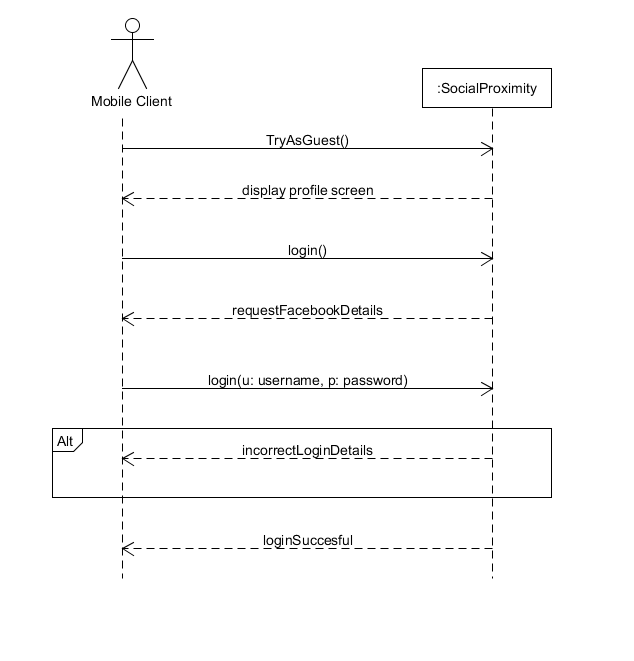 Mobile Client
:SocialProximity
TryAsGuest()
display profile screen
login()
requestFacebookDetails
login(u: username, p: password)
Alt
incorrectLoginDetails
loginSuccesful